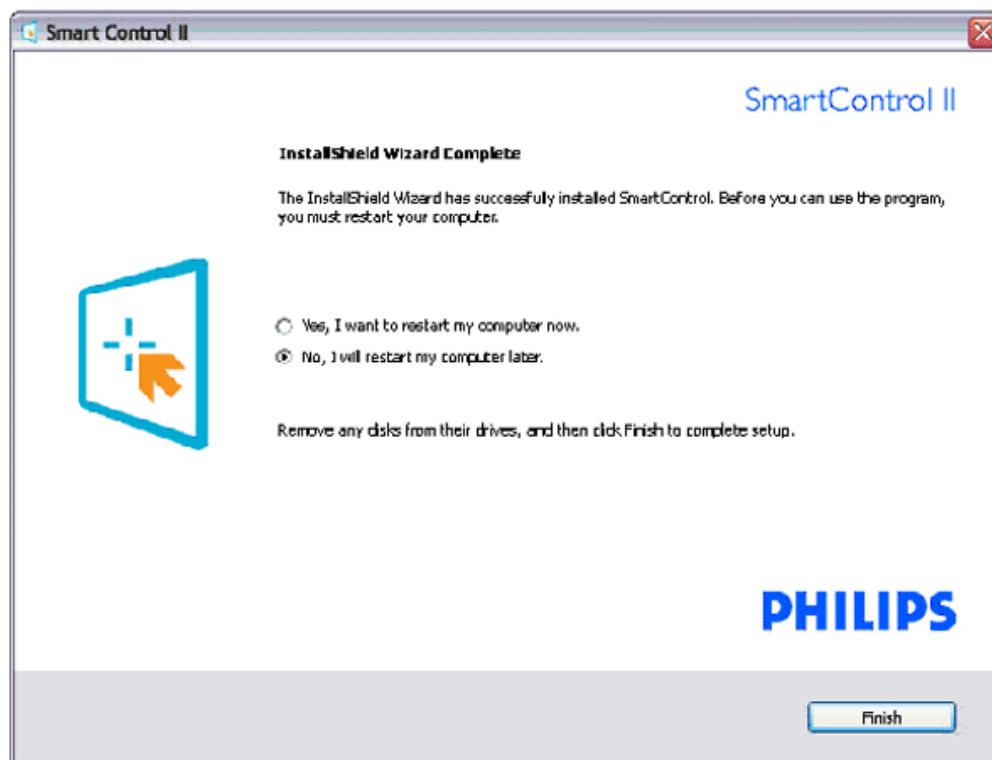 Smart Control II
SmartControl II
InstallShield Wizard Complete
The InstallShield Wizard has successfully installed SmartControl. Before you can use the program,
you must restart your computer.
Yes, I want to restart my computer now.
No, I will restart my computer later.
Remove any disks from their drives, and then click Finish to complete setup.
PHILIPS
Finish